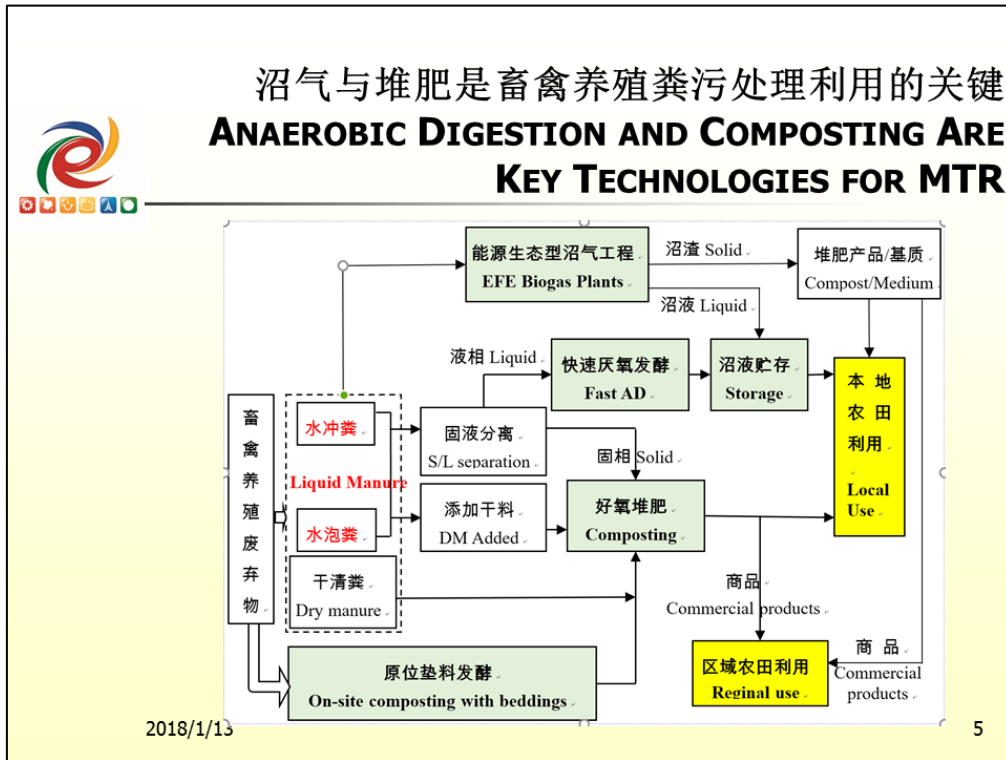 沼气与堆肥是畜禽养殖粪污处理利用的关键
ANAEROBIC DIGESTION AND COMPOSTING ARE
KEY TECHNOLOGIES FOR MTR
能源生态型沼气工程
EFE Biogas Plants
沼渣 Solid
堆肥产品/基质
Compost/Medium
沼液 Liquid
液相 Liquid
快速厌氧发酵
Fast AD
沼液贮存
Storage
本 地
农 田
利用
Local
Use
畜
禽
养
殖
废
弃
物
水冲粪
Liquid Manure
水泡粪
固液分离
S/L separation
固相 Solid
添加干料
DM Added
好氧堆肥
Composting
干清粪
Dry manure
商品
Commercial products
商 品
Commercial
products
区域农田利用
Reginal use
原位垫料发酵
On-site composting with beddings
2018/1/13
5